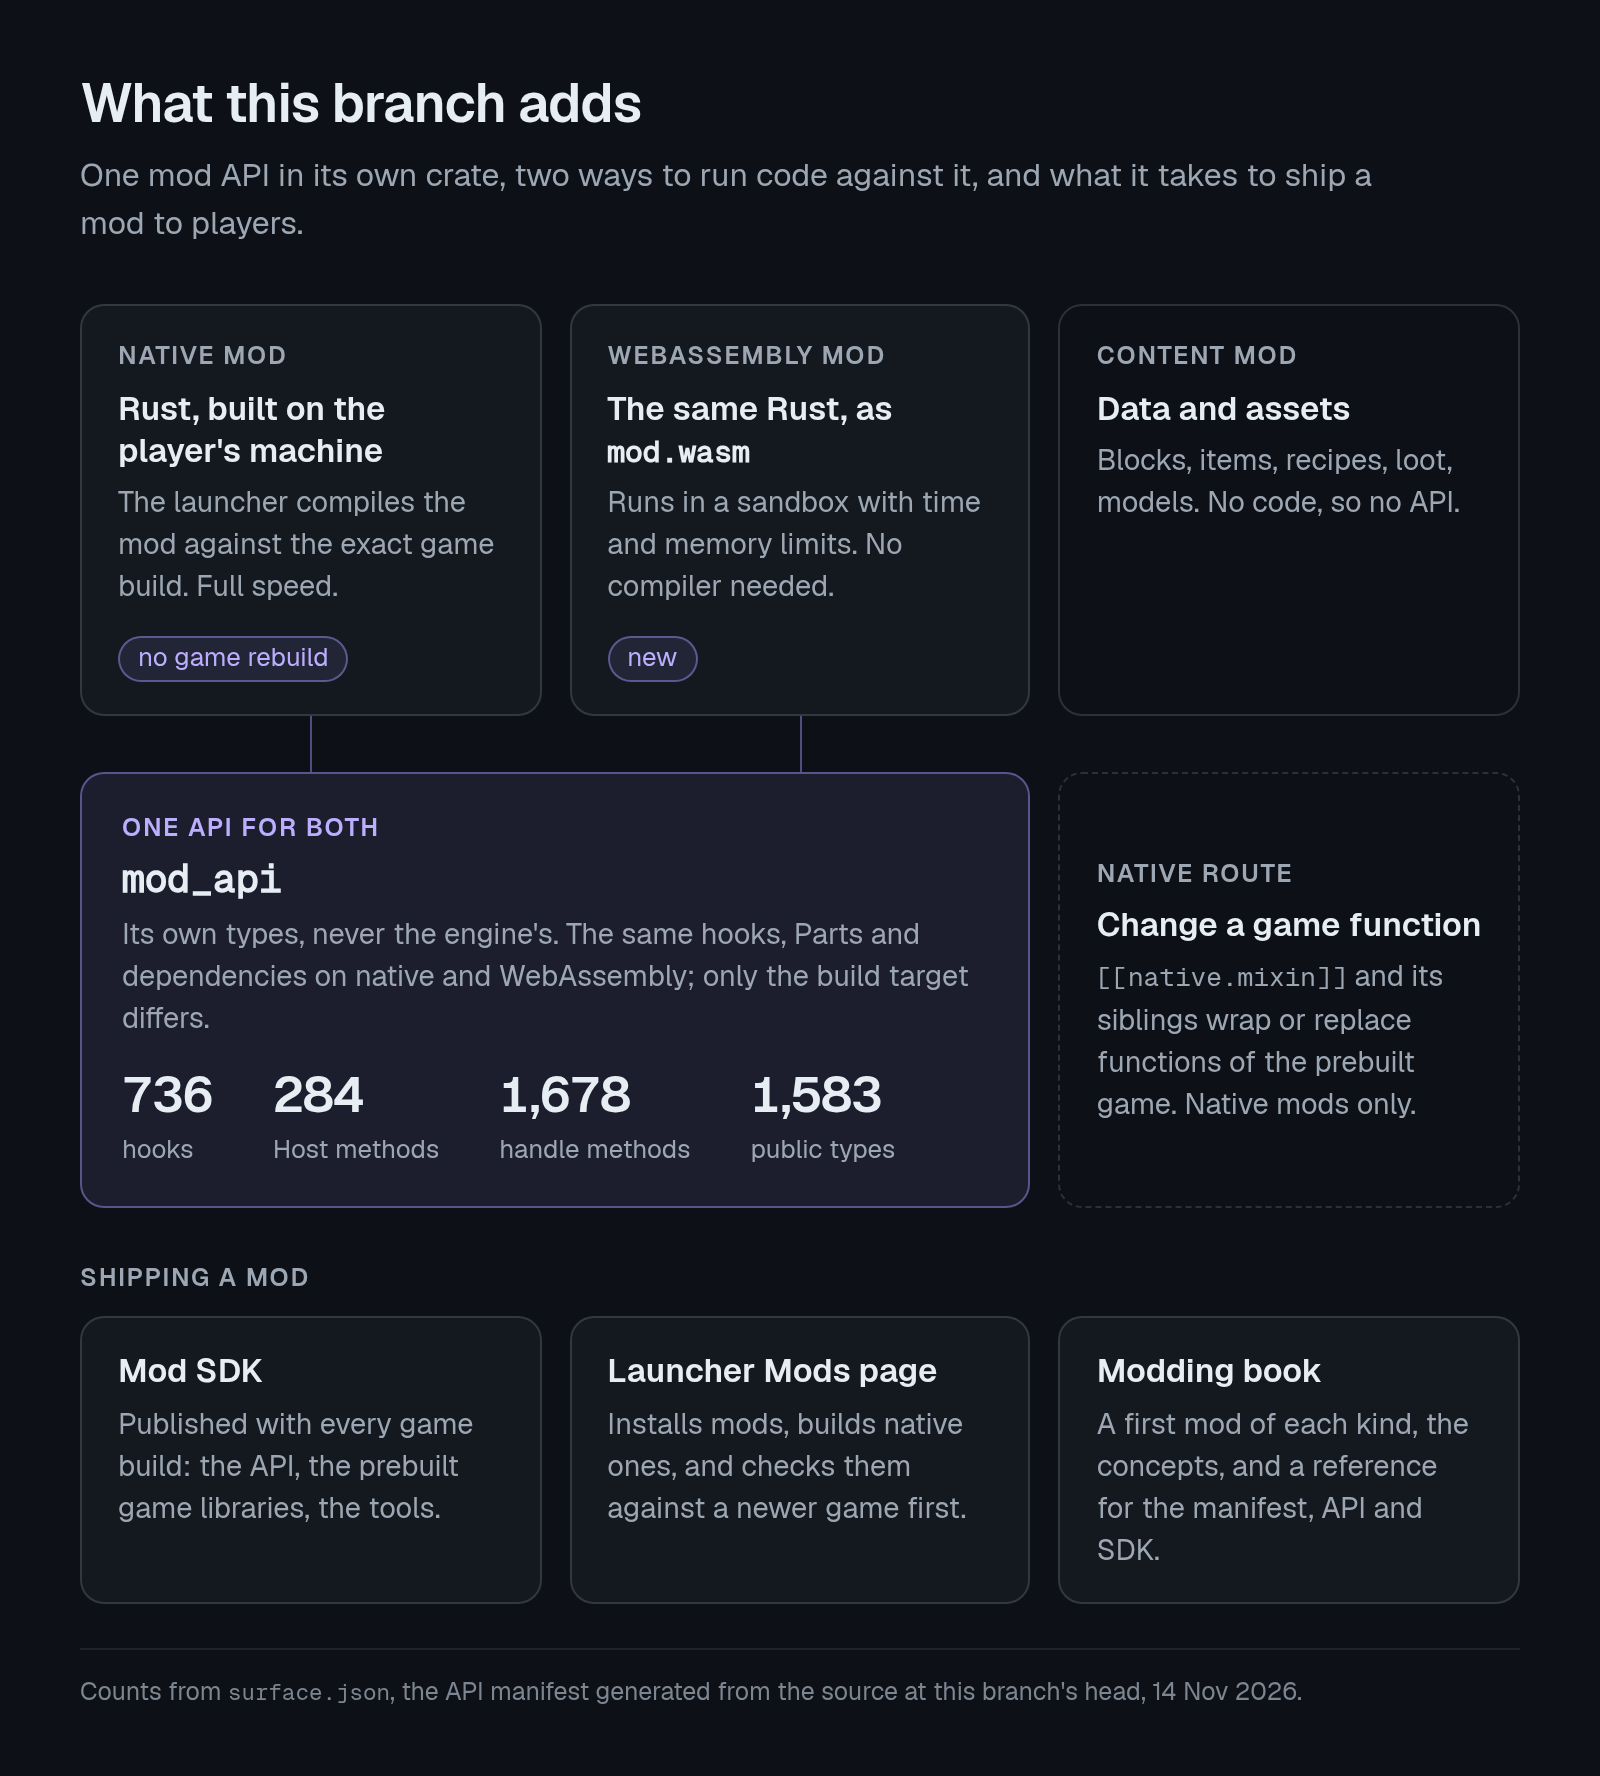 What this branch adds
One mod API in its own crate, two ways to run code against it, and what it takes to ship a
mod to players.
NATIVE MOD
Rust, built on the
player's machine
The launcher compiles the
mod against the exact game
build. Full speed.
no game rebuild
WEBASSEMBLY MOD
The same Rust, as
mod.wasm
Runs in a sandbox with time
and memory limits. No
compiler needed.
new
CONTENT MOD
Data and assets
Blocks, items, recipes, loot,
models. No code, so no API.
ONE API FOR BOTH
mod_api
Its own types, never the engine's. The same hooks, Parts and
dependencies on native and WebAssembly; only the build target
differs.
736
hooks
284
Host methods
1,678
handle methods
1,583
public types
NATIVE ROUTE
Change a game function
[[native.mixin]] and its
siblings wrap or replace
functions of the prebuilt
game. Native mods only.
SHIPPING A MOD
Mod SDK
Published with every game
build: the API, the prebuilt
game libraries, the tools.
Launcher Mods page
Installs mods, builds native
ones, and checks them
against a newer game first.
Modding book
A first mod of each kind, the
concepts, and a reference
for the manifest, API and
SDK.
Counts from surface.json, the API manifest generated from the source at this branch's head, 14 Nov 2026.